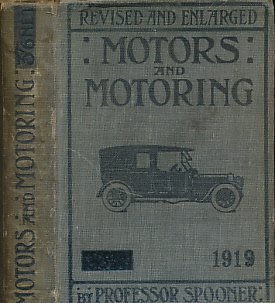 REVISED AND ENLARGED
: MOTORS :
AND
MOTORING
1919
BY PROFESSOR SPOONER
MOTORS AND MOTORING: